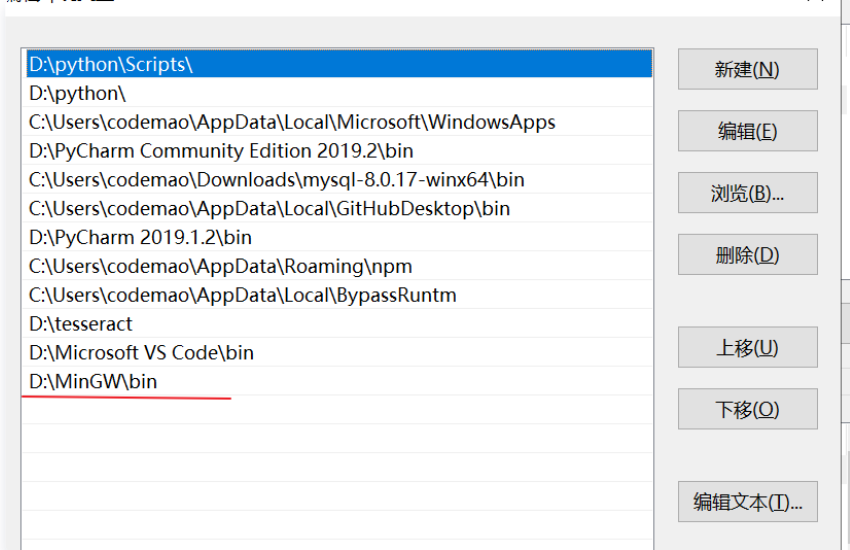 D:\python\Scripts\
D:\python\
C:\Users\codemao\AppData\Local\Microsoft\WindowsApps
D:\PyCharm Community Edition 2019.2\bin
C:\Users\codemao\Downloads\mysql-8.0.17-winx64\bin
C:\Users\codemao\AppData\Local\GitHubDesktop\bin
D:\PyCharm 2019.1.2\bin
C:\Users\codemao\AppData\Roaming\npm
C:\Users\codemao\AppData\Local\BypassRuntm
D:\tesseract
D:\Microsoft VS Code\bin
D:\MinGW\bin
新建(N)
编辑(E)
浏览(B)...
删除(D)
上移(U)
下移(O)
编辑文本(T)...